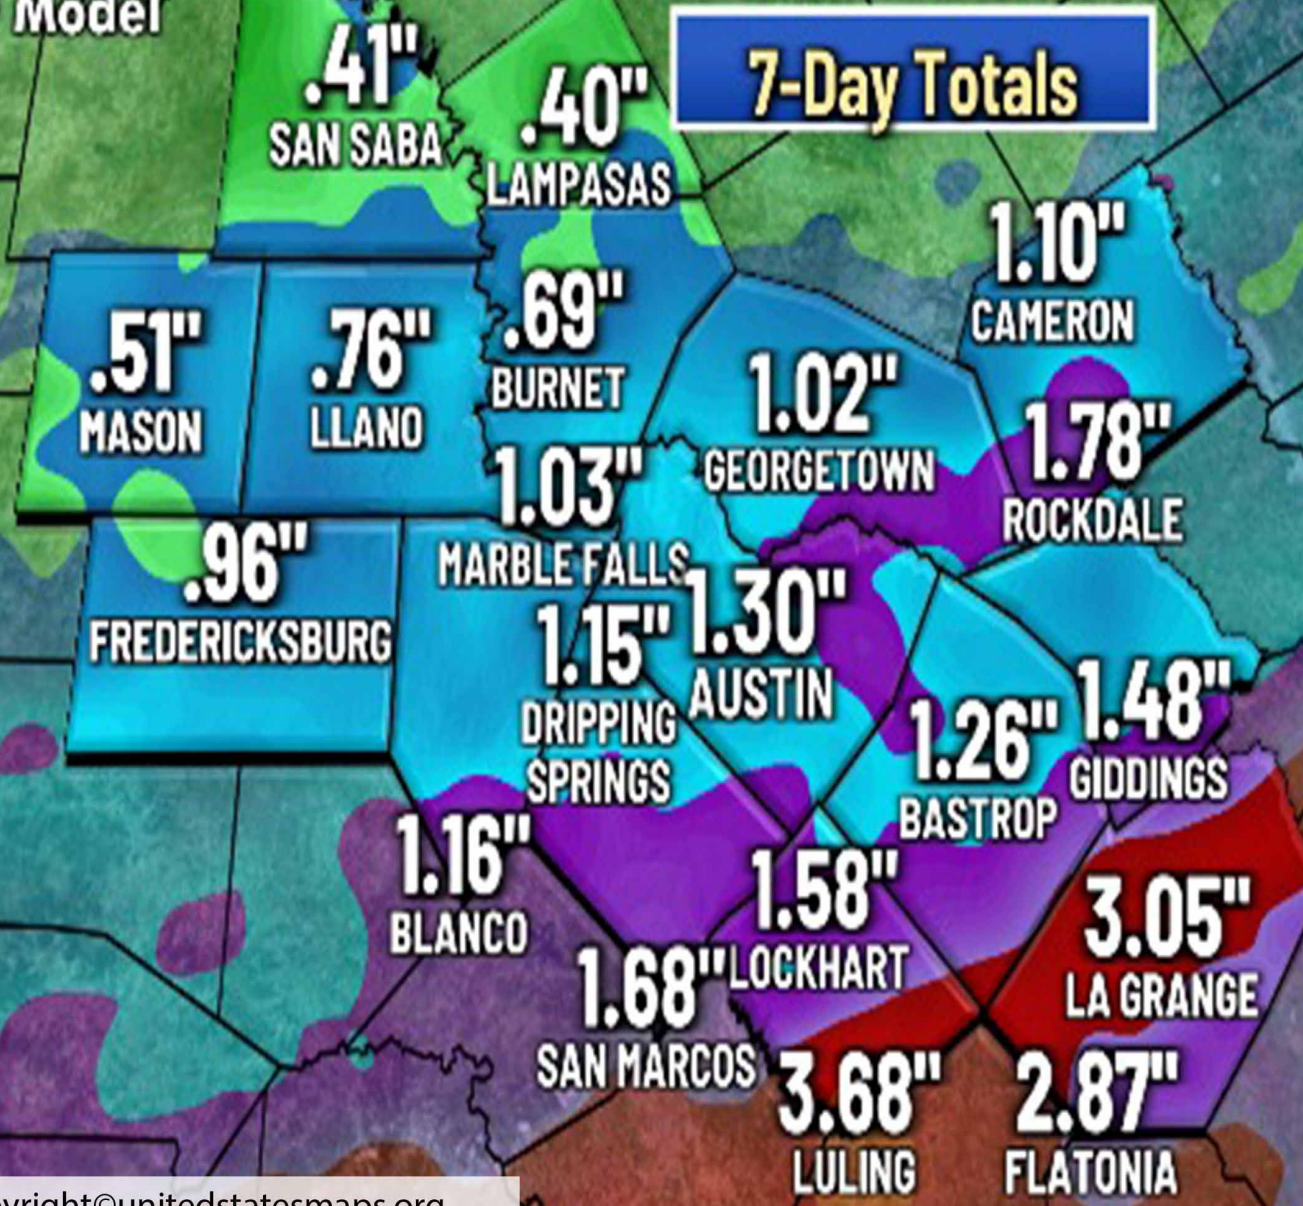 Model
7-Day Totals
.41"
SAN SABA
.40"
LAMPASAS
1.10"
CAMERON
.51"
MASON
.76"
LLANO
.69"
BURNET
1.02"
GEORGETOWN
1.78"
ROCKDALE
1.03"
MARBLE FALLS
.96"
FREDERICKSBURG
1.15"
DRIPPING
SPRINGS
1.30"
AUSTIN
1.26"
BASTROP
1.48"
GIDDINGS
1.16"
BLANCO
1.58"
LOCKHART
3.05"
LA GRANGE
1.68"
SAN MARCOS
3.68"
LULING
2.87"
FLATONIA
yright©unitedstatesmaps.org